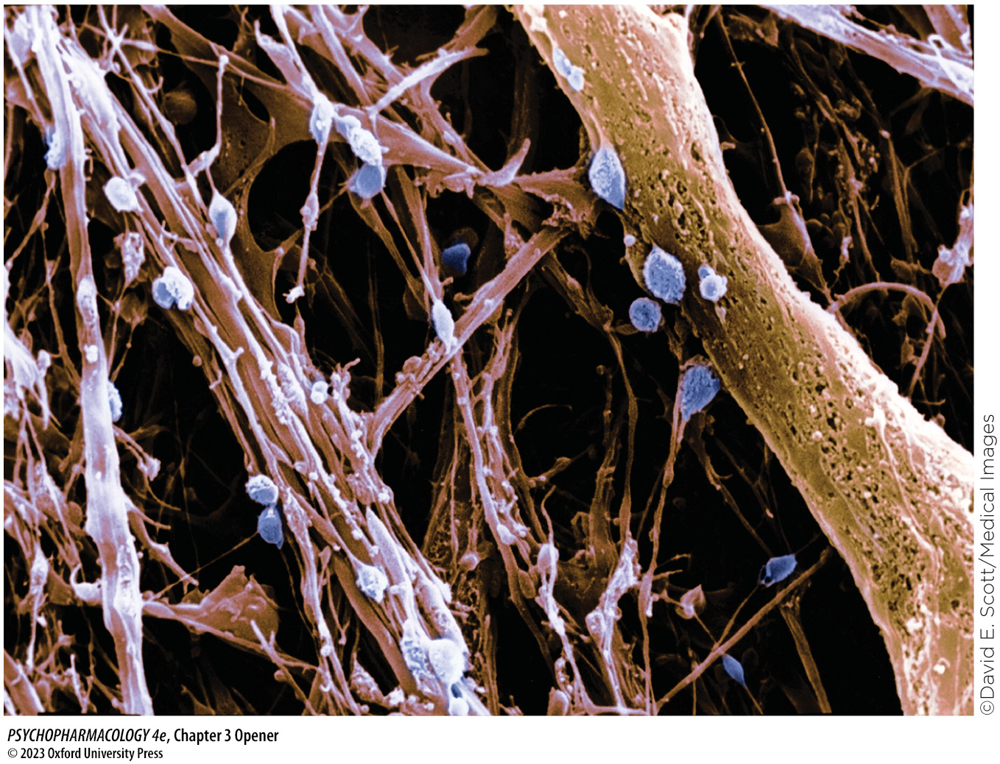 ©David E. Scott/Medical Images
PSYCHOPHARMACOLOGY 4e, Chapter 3 Opener
© 2023 Oxford University Press